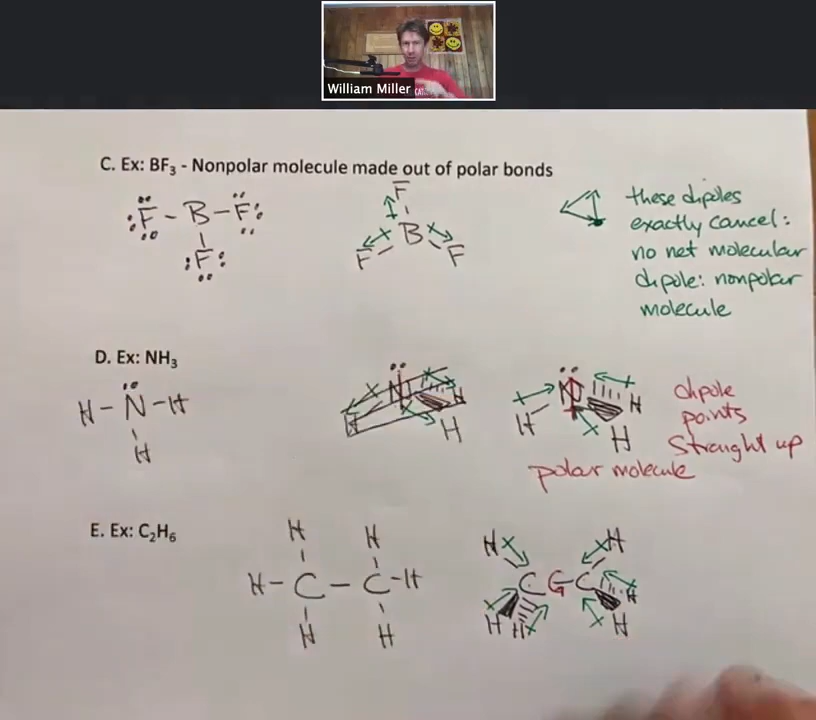 William Miller
C. Ex: BF₃ - Nonpolar molecule made out of polar bonds
:F - B - F:
:F:
F
B
F F
these dipoles
exactly cancel:
no net molecular
dipole: nonpolar
molecule
D. Ex: NH₃
H - N - H
H
N
H H
H
N
H H
H
dipole
points
straight up
polar molecule
E. Ex: C₂H₆
H H
H - C - C - H
H H
H H
C C
H H H H